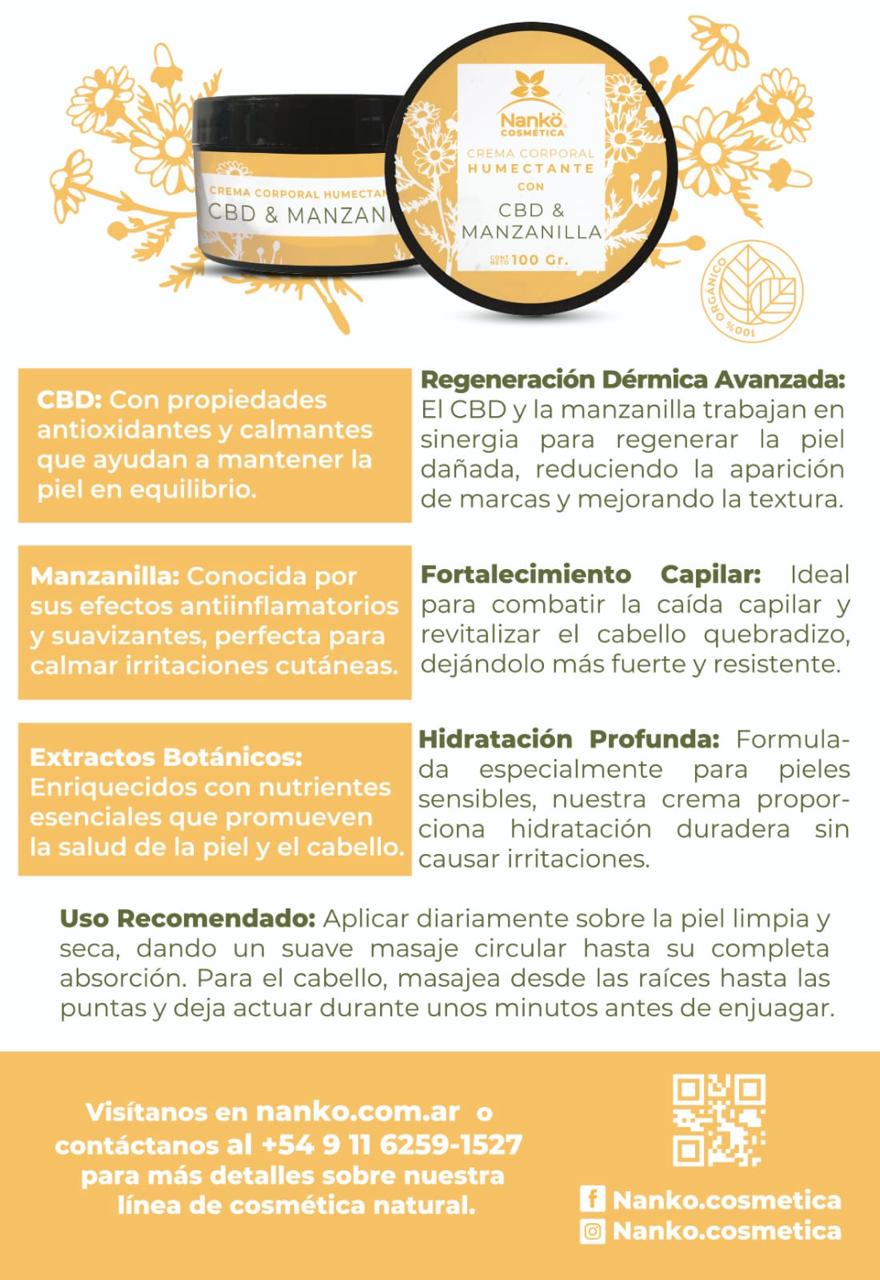 CREMA CORPORAL HUMECTAN
CBD & MANZANI
Nankö
COSMÉTICA
CREMA CORPORAL
HUMECTANTE
CON
CBD &
MANZANILLA
CONT
NETO 100 Gr.
100% ORGÁNICO
CBD: Con propiedades
antioxidantes y calmantes
que ayudan a mantener la
piel en equilibrio.
Regeneración Dérmica Avanzada:
El CBD y la manzanilla trabajan en
sinergia para regenerar la piel
dañada, reduciendo la aparición
de marcas y mejorando la textura.
Manzanilla: Conocida por
sus efectos antiinflamatorios
y suavizantes, perfecta para
calmar irritaciones cutáneas.
Fortalecimiento Capilar: Ideal
para combatir la caída capilar y
revitalizar el cabello quebradizo,
dejándolo más fuerte y resistente.
Extractos Botánicos:
Enriquecidos con nutrientes
esenciales que promueven
la salud de la piel y el cabello.
Hidratación Profunda: Formula-
da especialmente para pieles
sensibles, nuestra crema propor-
ciona hidratación duradera sin
causar irritaciones.
Uso Recomendado: Aplicar diariamente sobre la piel limpia y
seca, dando un suave masaje circular hasta su completa
absorción. Para el cabello, masajea desde las raíces hasta las
puntas y deja actuar durante unos minutos antes de enjuagar.
Visítanos en nanko.com.ar o
contáctanos al +54 9 11 6259-1527
para más detalles sobre nuestra
línea de cosmética natural.
Nanko.cosmetica
Nanko.cosmetica